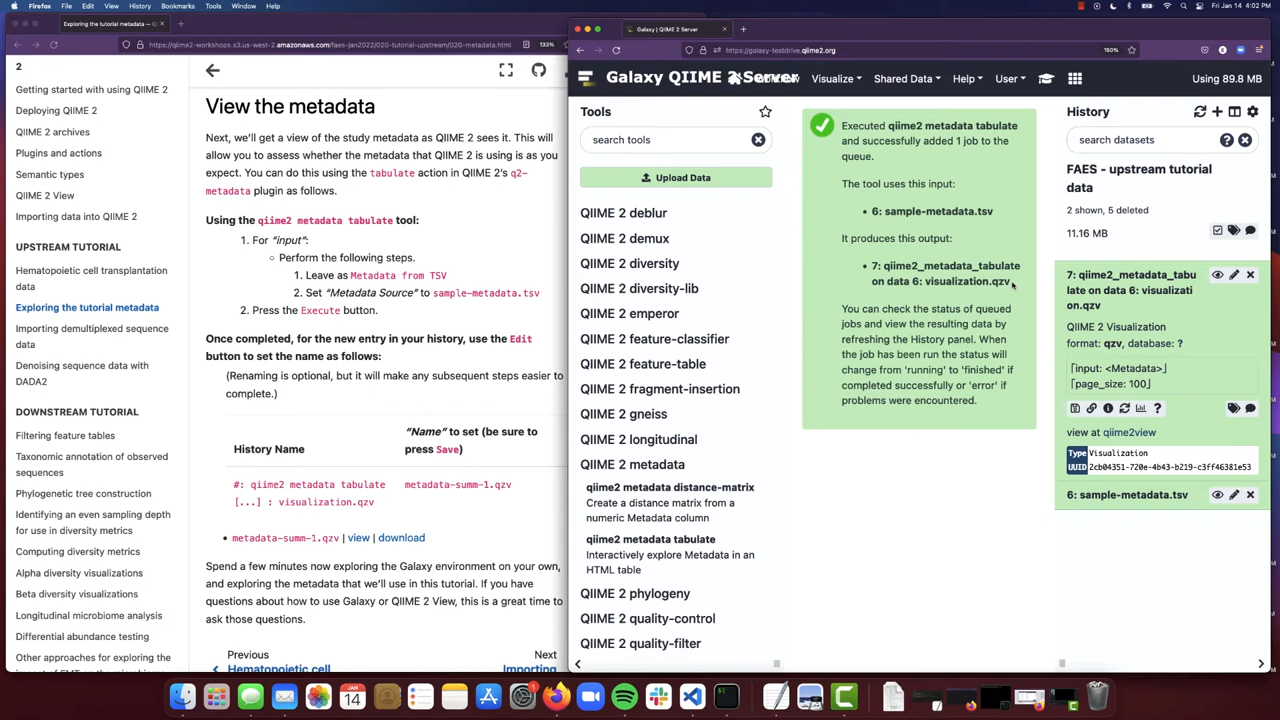 Firefox File Edit View History Bookmarks Tools Window Help
Fri Jan 14 4:02 PM
Exploring the tutorial metadata —
https://qiime2-workshops.s3.us-west-2.amazonaws.com/faes-jan2022/020-tutorial-upstream/020-metadata.html
133%
2
Getting started with using QIIME 2
Deploying QIIME 2
QIIME 2 archives
Plugins and actions
Semantic types
QIIME 2 View
Importing data into QIIME 2
UPSTREAM TUTORIAL
Hematopoietic cell transplantation
data
Exploring the tutorial metadata
Importing demultiplexed sequence
data
Denoising sequence data with
DADA2
DOWNSTREAM TUTORIAL
Filtering feature tables
Taxonomic annotation of observed
sequences
Phylogenetic tree construction
Identifying an even sampling depth
for use in diversity metrics
Computing diversity metrics
Alpha diversity visualizations
Beta diversity visualizations
Longitudinal microbiome analysis
Differential abundance testing
Other approaches for exploring the
View the metadata
Next, we'll get a view of the study metadata as QIIME 2 sees it. This will
allow you to assess whether the metadata that QIIME 2 is using is as you
expect. You can do this using the tabulate action in QIIME 2's q2-
metadata plugin as follows.
Using the qiime2 metadata tabulate tool:
1. For "input":
Perform the following steps.
1. Leave as Metadata from TSV
2. Set "Metadata Source" to sample-metadata.tsv
2. Press the Execute button.
Once completed, for the new entry in your history, use the Edit
button to set the name as follows:
(Renaming is optional, but it will make any subsequent steps easier to
complete.)
History Name
"Name" to set (be sure to
press Save)
#: qiime2 metadata tabulate
[...] : visualization.qzv
metadata-summ-1.qzv
metadata-summ-1.qzv | view | download
Spend a few minutes now exploring the Galaxy environment on your own,
and exploring the metadata that we'll use in this tutorial. If you have
questions about how to use Galaxy or QIIME 2 View, this is a great time to
ask those questions.
Previous
Hematopoietic cell
Next
Importing
Galaxy | QIIME 2 Server
https://galaxy-testdrive.qiime2.org
150%
Galaxy QIIME 2 Server
Visualize Shared Data Help User
Using 89.8 MB
Tools
search tools
Upload Data
QIIME 2 deblur
QIIME 2 demux
QIIME 2 diversity
QIIME 2 diversity-lib
QIIME 2 emperor
QIIME 2 feature-classifier
QIIME 2 feature-table
QIIME 2 fragment-insertion
QIIME 2 gneiss
QIIME 2 longitudinal
QIIME 2 metadata
qiime2 metadata distance-matrix
Create a distance matrix from a
numeric Metadata column
qiime2 metadata tabulate
Interactively explore Metadata in an
HTML table
QIIME 2 phylogeny
QIIME 2 quality-control
QIIME 2 quality-filter
Executed qiime2 metadata tabulate
and successfully added 1 job to the
queue.
The tool uses this input:
6: sample-metadata.tsv
It produces this output:
7: qiime2_metadata_tabulate
on data 6: visualization.qzv
You can check the status of queued
jobs and view the resulting data by
refreshing the History panel. When
the job has been run the status will
change from 'running' to 'finished' if
completed successfully or 'error' if
problems were encountered.
History
search datasets
FAES - upstream tutorial
data
2 shown, 5 deleted
11.16 MB
7: qiime2_metadata_tabu
late on data 6: visualizati
on.qzv
QIIME 2 Visualization
format: qzv, database: ?
⌈input: <Metadata>⌋
⌈page_size: 100⌋
view at qiime2view
Type Visualization
UUID 2cb04351-720e-4b43-b219-c3ff46381e53
6: sample-metadata.tsv
JAN
14
1